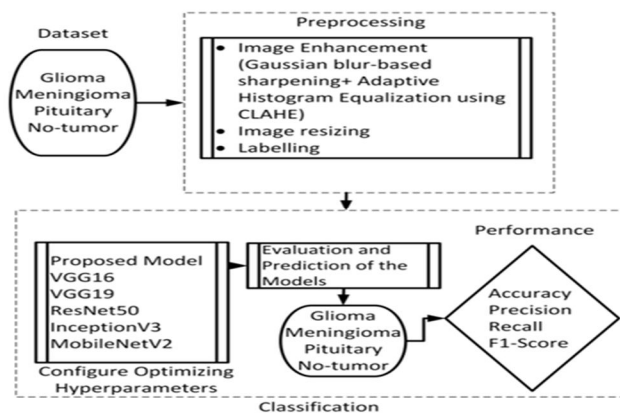 Dataset
Glioma
Meningioma
Pituitary
No-tumor
Preprocessing
• Image Enhancement
(Gaussian blur-based
sharpening+ Adaptive
Histogram Equalization using
CLAHE)
• Image resizing
• Labelling
Proposed Model
VGG16
VGG19
ResNet50
InceptionV3
MobileNetV2
Configure Optimizing
Hyperparameters
Evaluation and
Prediction of the
Models
Glioma
Meningioma
Pituitary
No-tumor
Performance
Accuracy
Precision
Recall
F1-Score
Classification